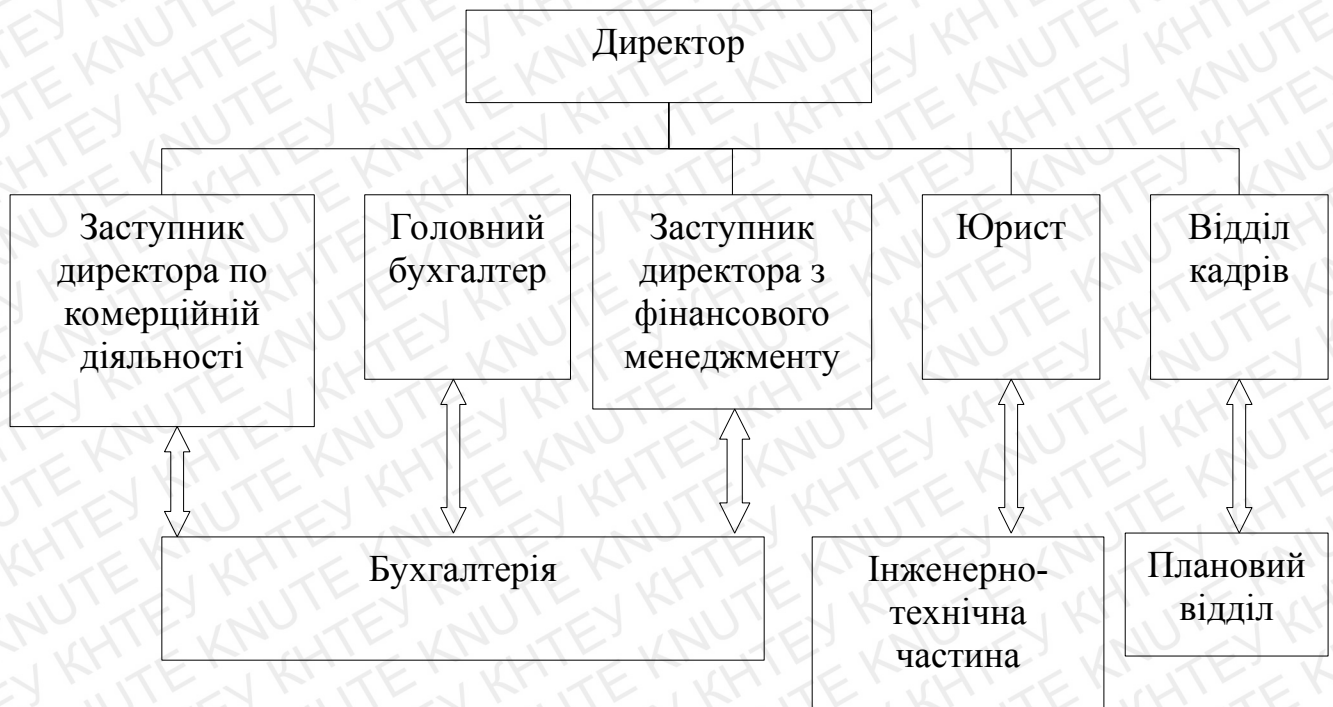 Директор
Заступник
директора по
комерційній
діяльності
Головний
бухгалтер
Заступник
директора з
фінансового
менеджменту
Юрист
Відділ
кадрів
Бухгалтерія
Інженерно-
технічна
частина
Плановий
відділ